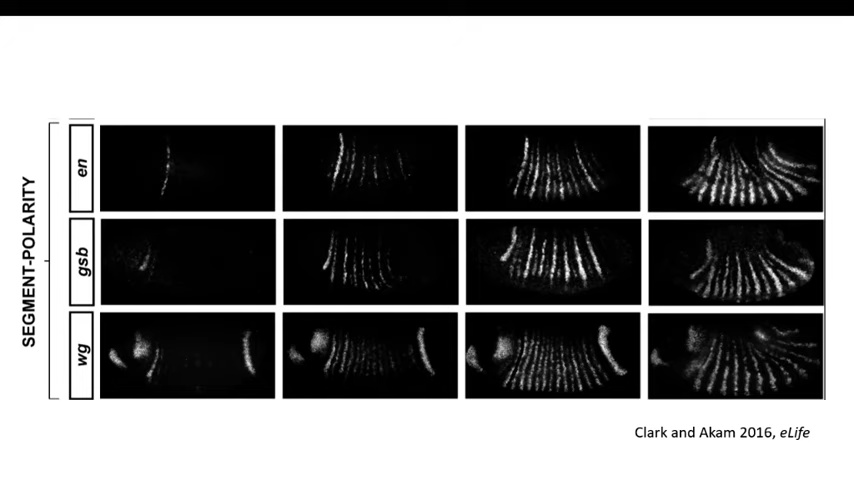 SEGMENT-POLARITY
en
gsb
wg
Clark and Akam 2016, eLife